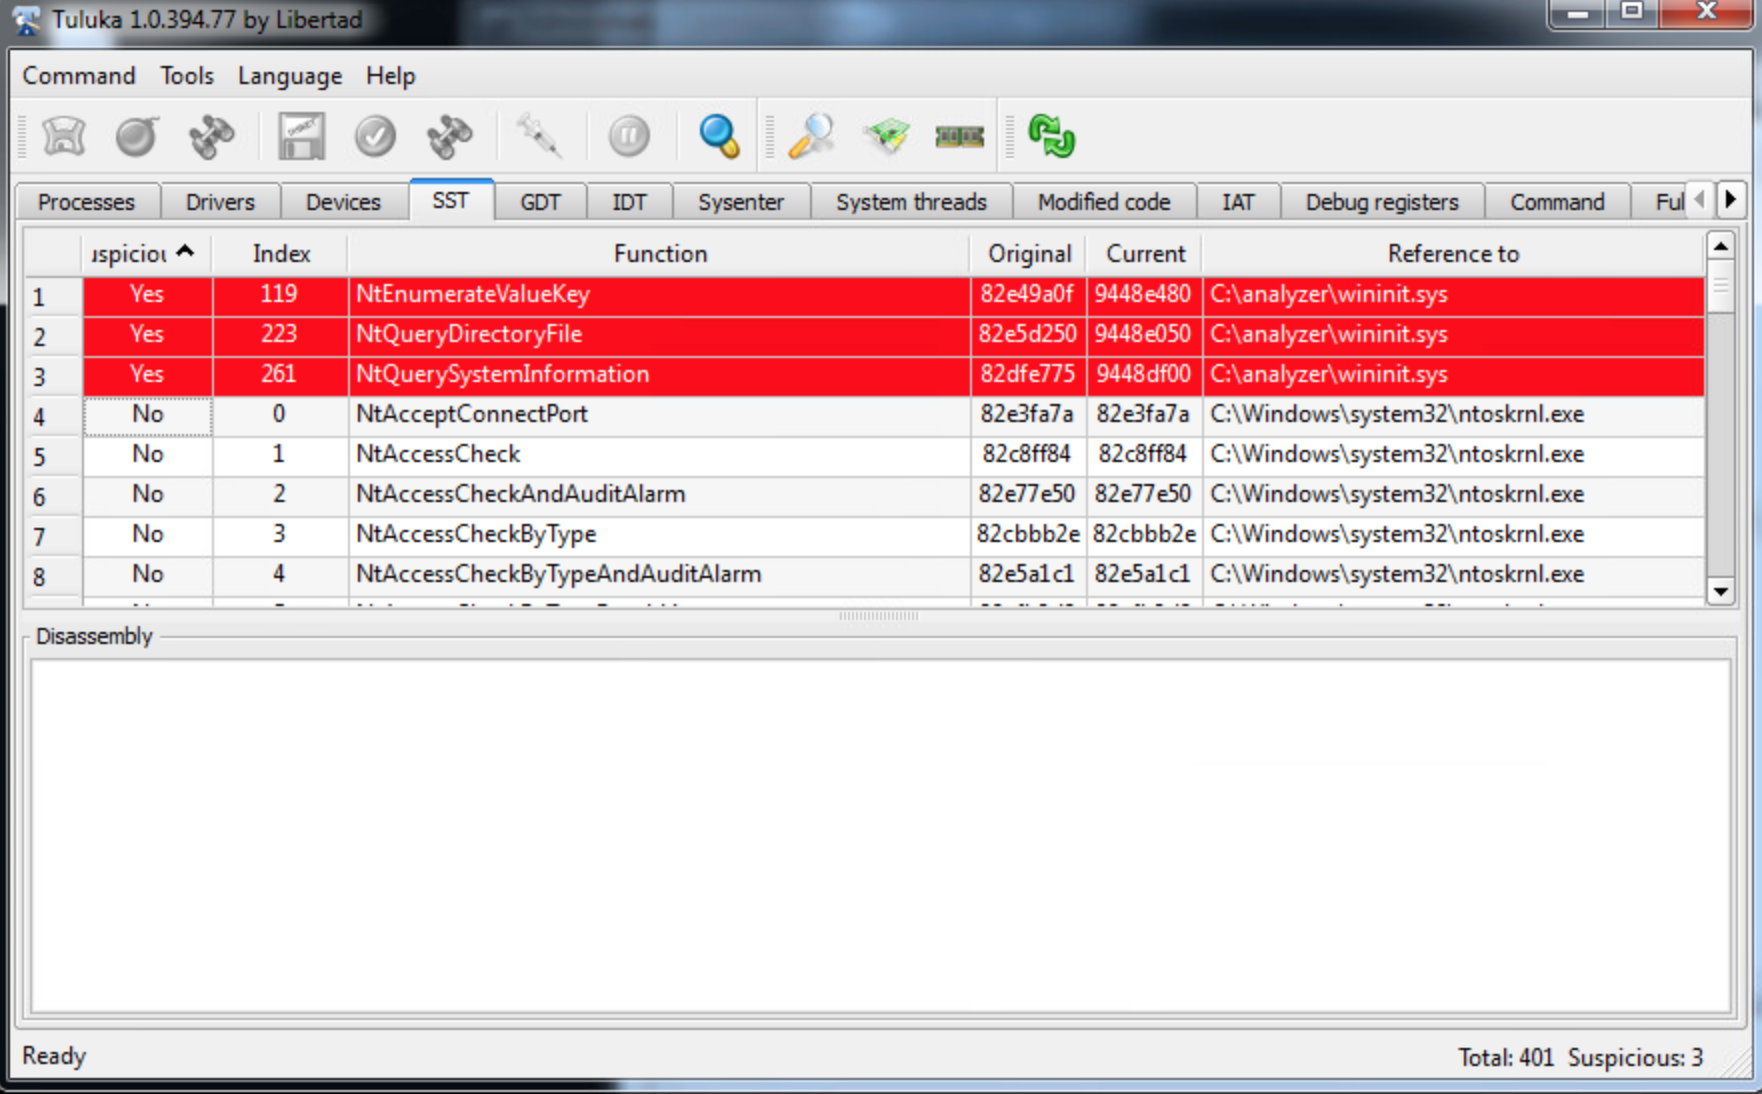 Tuluka 1.0.394.77 by Libertad
Command Tools Language Help
Processes Drivers Devices SST GDT IDT Sysenter System threads Modified code IAT Debug registers Command Ful
uspiciou Index Function Original Current Reference to
1 Yes 119 NtEnumerateValueKey 82e49a0f 9448e480 C:\analyzer\wininit.sys
2 Yes 223 NtQueryDirectoryFile 82e5d250 9448e050 C:\analyzer\wininit.sys
3 Yes 261 NtQuerySystemInformation 82dfe775 9448df00 C:\analyzer\wininit.sys
4 No 0 NtAcceptConnectPort 82e3fa7a 82e3fa7a C:\Windows\system32\ntoskrnl.exe
5 No 1 NtAccessCheck 82c8ff84 82c8ff84 C:\Windows\system32\ntoskrnl.exe
6 No 2 NtAccessCheckAndAuditAlarm 82e77e50 82e77e50 C:\Windows\system32\ntoskrnl.exe
7 No 3 NtAccessCheckByType 82cbbb2e 82cbbb2e C:\Windows\system32\ntoskrnl.exe
8 No 4 NtAccessCheckByTypeAndAuditAlarm 82e5a1c1 82e5a1c1 C:\Windows\system32\ntoskrnl.exe
Disassembly
Ready Total: 401 Suspicious: 3